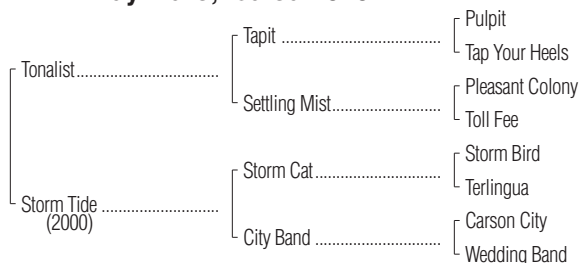 Pulpit
Tapit
Tap Your Heels
Tonalist
Pleasant Colony
Settling Mist
Toll Fee
Storm Bird
Storm Cat
Terlingua
Storm Tide
(2000)
Carson City
City Band
Wedding Band